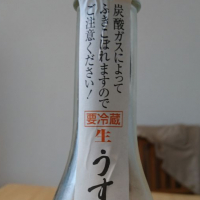 炭酸ガスによって
ふきこぼれますので
ご注意ください!
要冷蔵
生
うす